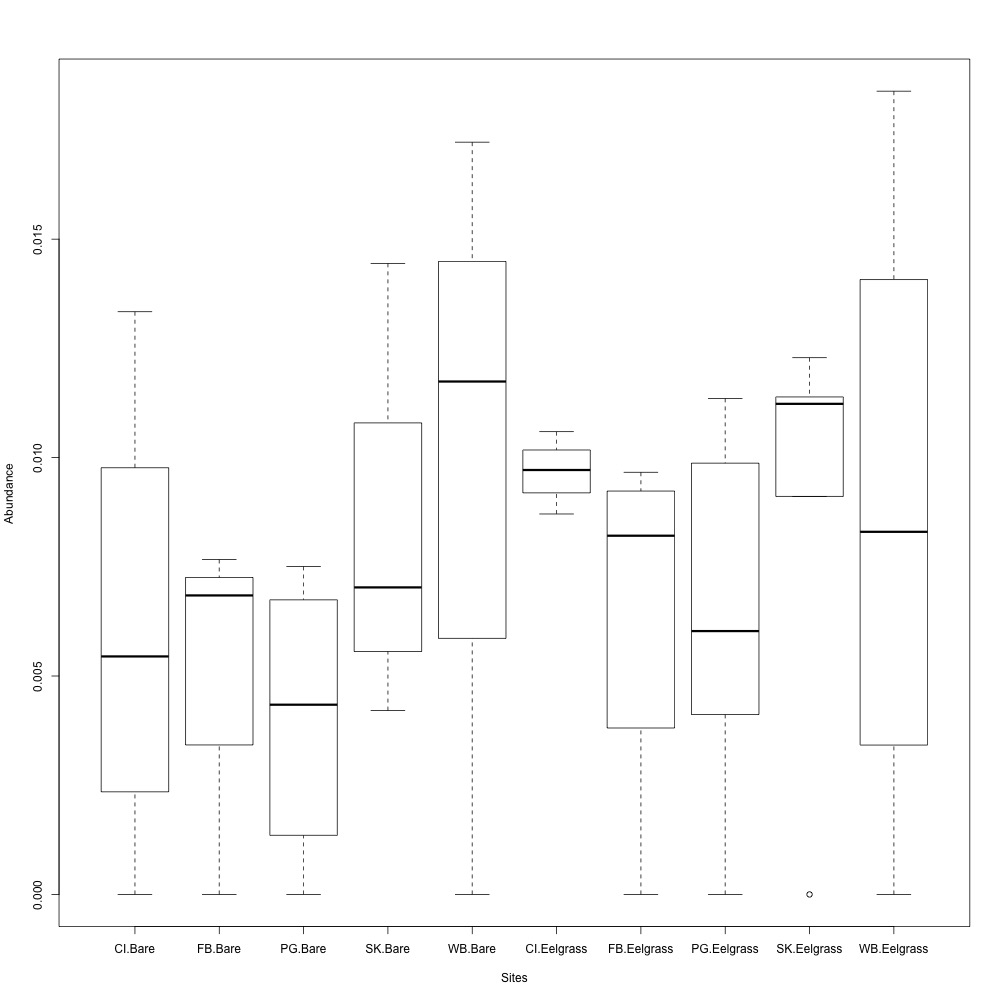 Abundance
0.015
0.010
0.005
0.000
CI.Bare FB.Bare PG.Bare SK.Bare WB.Bare CI.Eelgrass FB.Eelgrass PG.Eelgrass SK.Eelgrass WB.Eelgrass
Sites